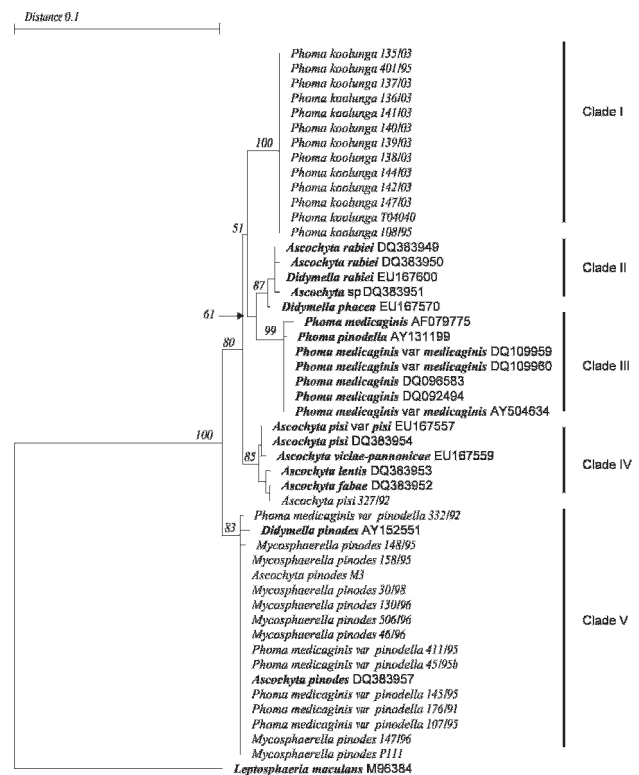 Distance 0.1
Phoma koolunga 135/03
Phoma koolunga 401/95
Phoma koolunga 137/03
Phoma koolunga 136/03
Phoma koolunga 141/03
Phoma koolunga 140/03
Clade I
Phoma koolunga 139/03
100
Phoma koolunga 138/03
Phoma koolunga 144/03
Phoma koolunga 142/03
Phoma koolunga 147/03
Phoma koolunga T04040
Phoma koolunga 108/95
51
Ascochyta rabiei DQ383949
Ascochyta rabiei DQ383950
Clade II
Didymella rabiei EU167600
87
Ascochyta sp DQ383951
Didymella phacea EU167570
61
Phoma medicaginis AF079775
99
Phoma pinodella AY131199
80
Phoma medicaginis var medicaginis DQ109959
Phoma medicaginis var medicaginis DQ109960
Clade III
Phoma medicaginis DQ096583
Phoma medicaginis DQ092494
Phoma medicaginis var medicaginis AY504634
Ascochyta pisi var pisi EU167557
100
Ascochyta pisi DQ383954
85
Ascochyta viciae-pannonicae EU167559
Clade IV
Ascochyta lentis DQ383953
Ascochyta fabae DQ383952
Ascochyta pisi 327/92
Phoma medicaginis var pinodella 332/92
83
Didymella pinodes AY152551
Mycosphaerella pinodes 148/95
Mycosphaerella pinodes 158/95
Ascochyta pinodes M3
Mycosphaerella pinodes 30/98
Mycosphaerella pinodes 130/96
Mycosphaerella pinodes 506/96
Clade V
Mycosphaerella pinodes 46/96
Phoma medicaginis var pinodella 411/95
Phoma medicaginis var pinodella 45/95b
Ascochyta pinodes DQ383957
Phoma medicaginis var pinodella 145/95
Phoma medicaginis var pinodella 176/91
Phoma medicaginis var pinodella 107/95
Mycosphaerella pinodes 147/96
Mycosphaerella pinodes P111
Leptosphaeria maculans M96384